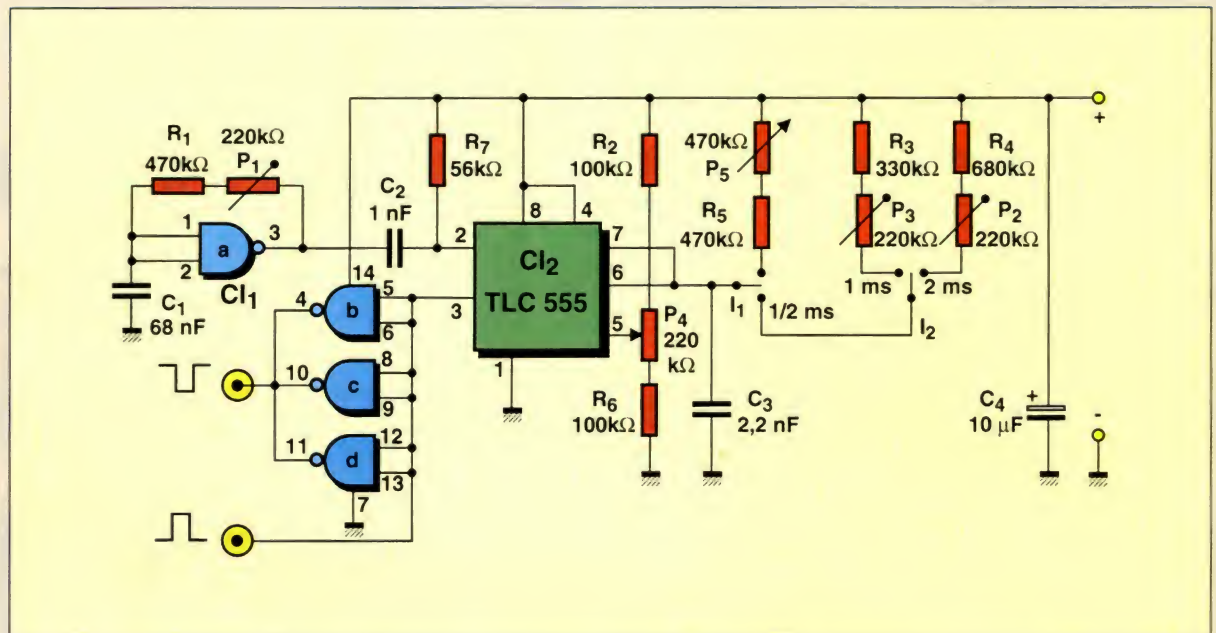 R1
470kΩ
220kΩ
P1
1
2
a
3
CI1
C1
68 nF
C2
1 nF
R7
56kΩ
2
8
4
7
6
5
3
1
CI2
TLC 555
14
4
b
5
6
10
c
8
9
11
d
12
13
7
R2
100kΩ
P4
220
kΩ
R6
100kΩ
470kΩ
P5
R5
470kΩ
I1
1/2 ms
C3
2,2 nF
R3
330kΩ
P3
220kΩ
1 ms
R4
680kΩ
P2
220kΩ
2 ms
I2
C4
10 µF
+
+
-